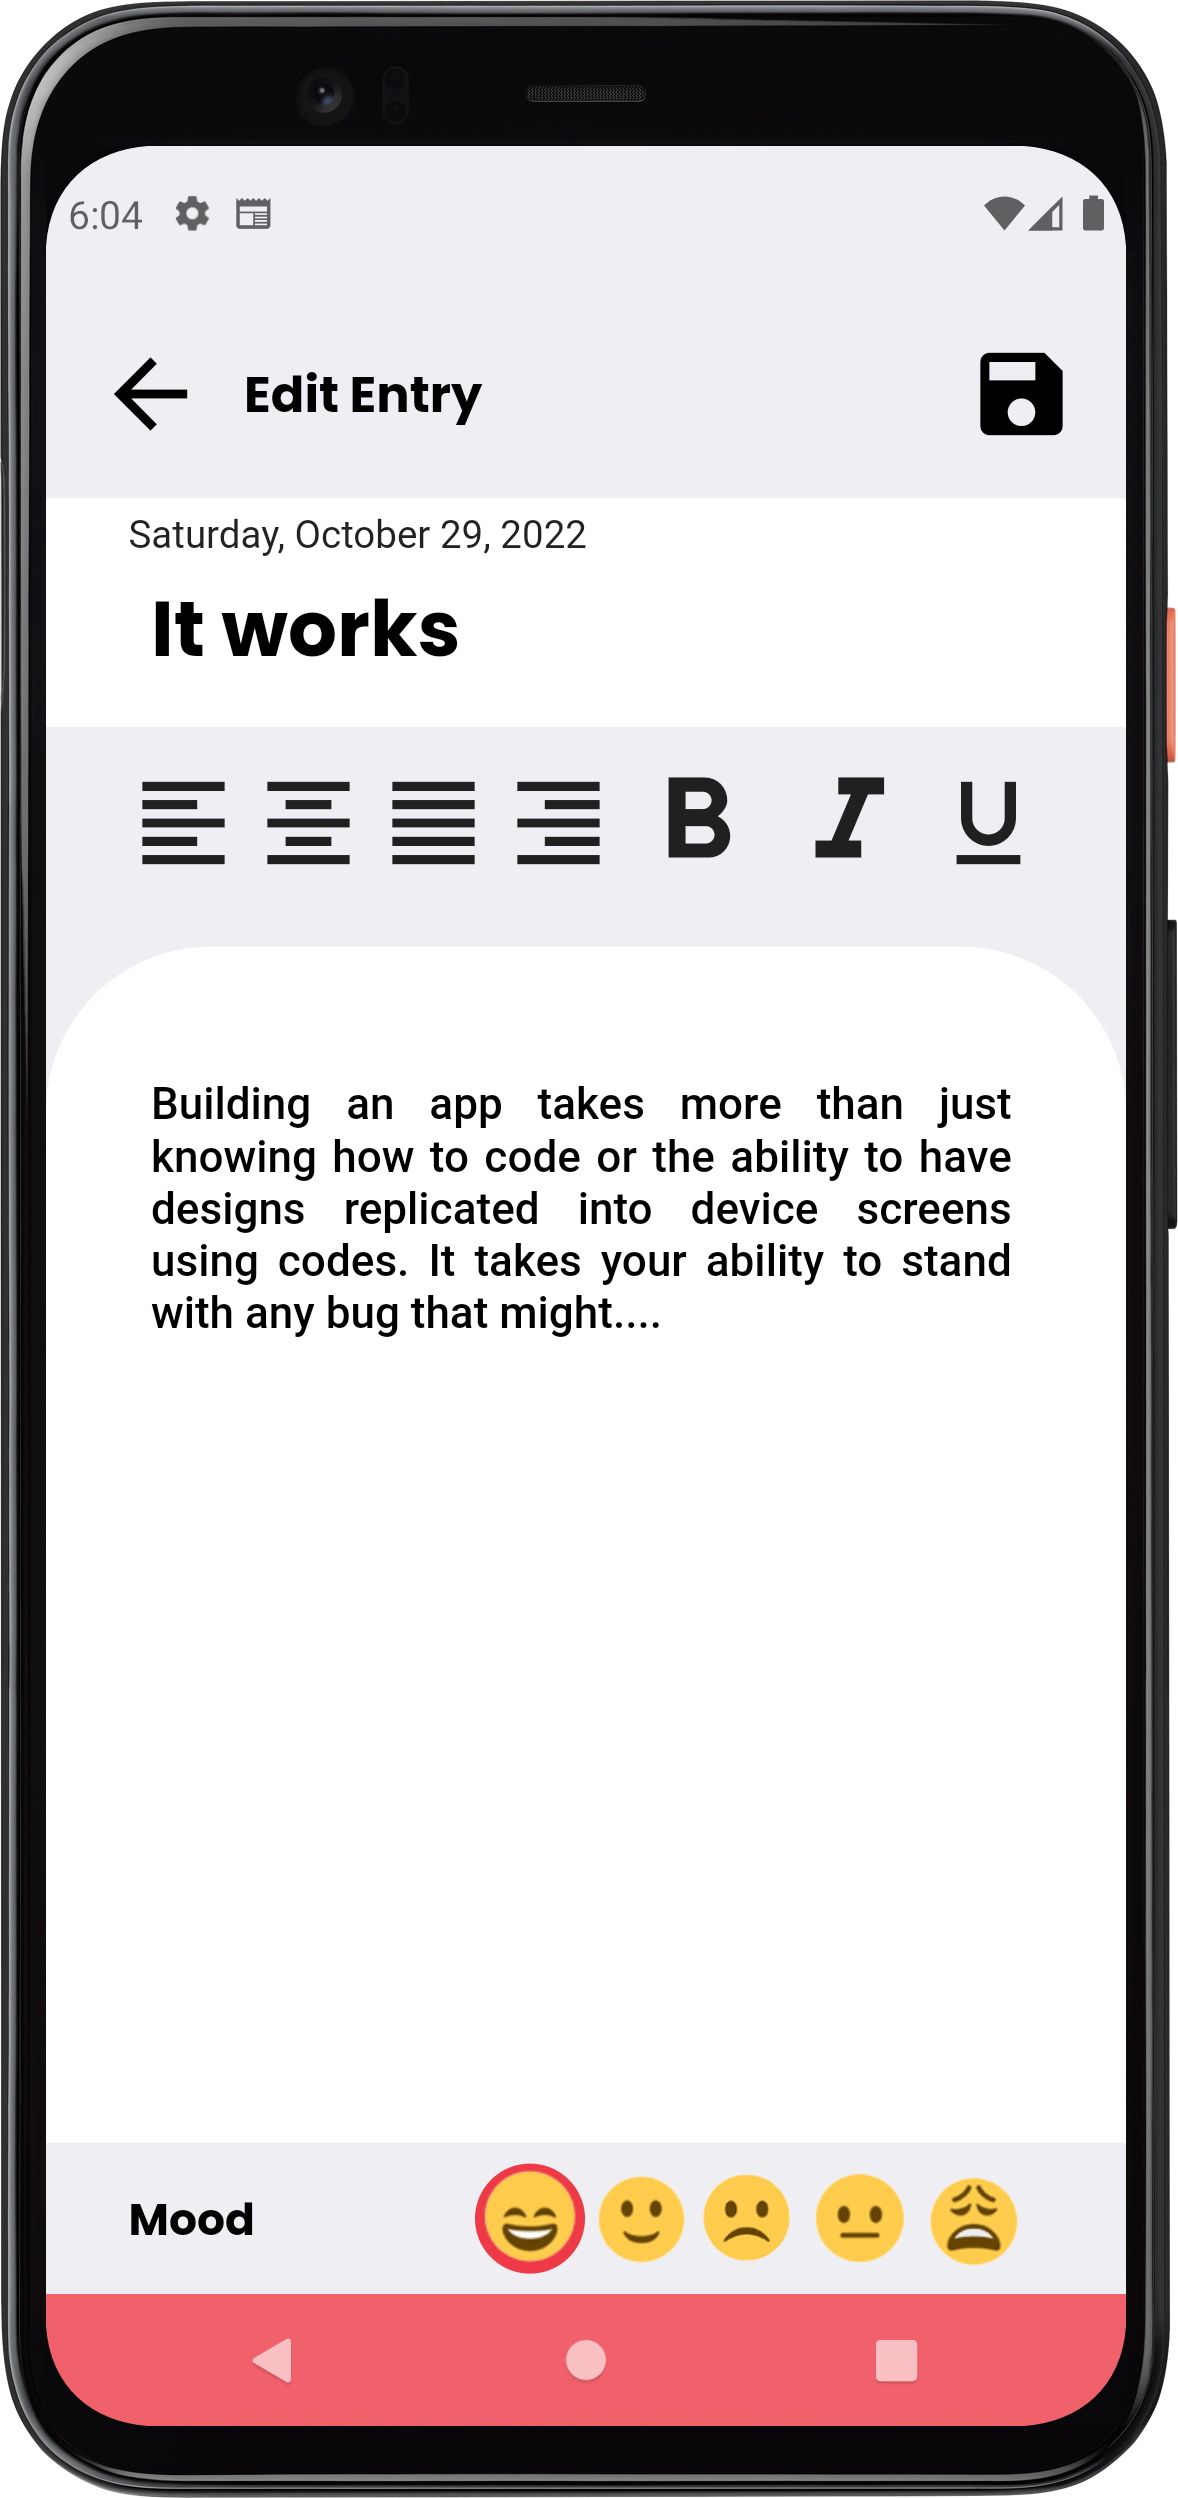 6:04
Edit Entry
Saturday, October 29, 2022
It works
B I U
Building an app takes more than just
knowing how to code or the ability to have
designs replicated into device screens
using codes. It takes your ability to stand
with any bug that might....
Mood